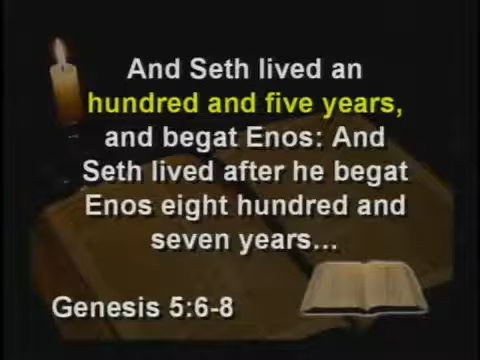 And Seth lived an
hundred and five years,
and begat Enos: And
Seth lived after he begat
Enos eight hundred and
seven years...
Genesis 5:6-8